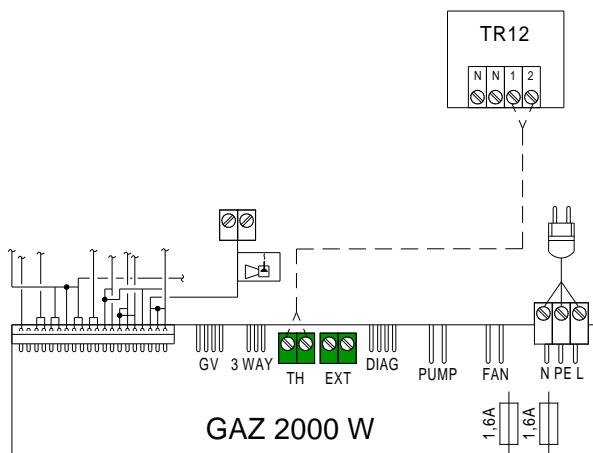 TR12
N N 1 2
GV 3 WAY TH EXT DIAG PUMP FAN N PE L
GAZ 2000 W
1,6A
1,6A